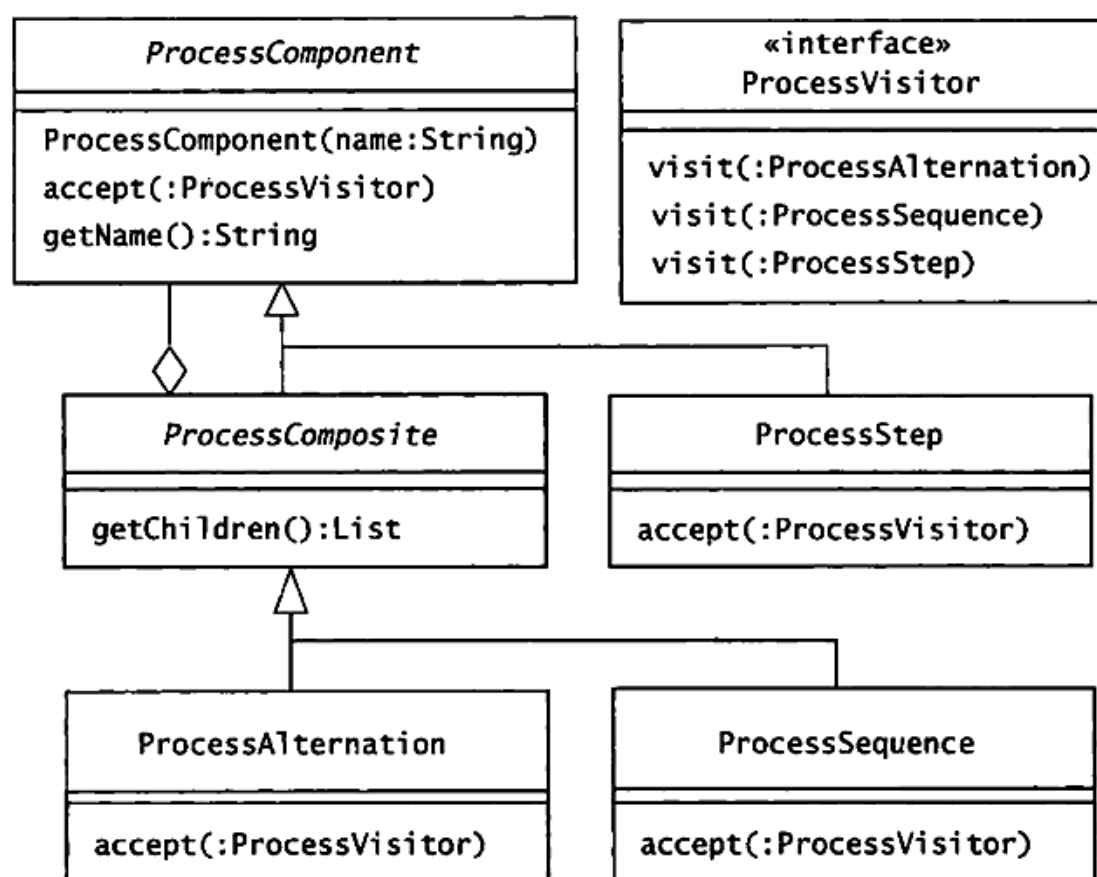 ProcessComponent
ProcessComponent(name:String)
accept(:ProcessVisitor)
getName():String
«interface»
ProcessVisitor
visit(:ProcessAlternation)
visit(:ProcessSequence)
visit(:ProcessStep)
ProcessComposite
getChildren():List
ProcessStep
accept(:ProcessVisitor)
ProcessAlternation
accept(:ProcessVisitor)
ProcessSequence
accept(:ProcessVisitor)